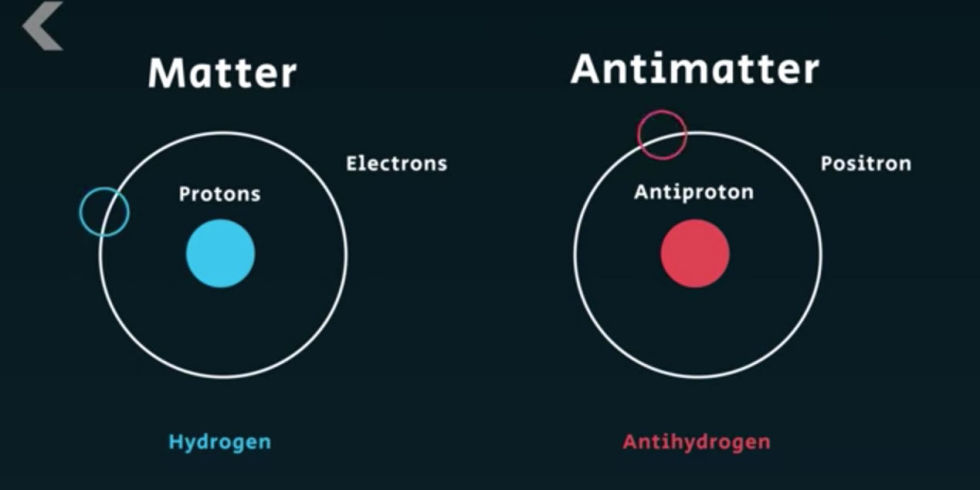 Matter
Electrons
Protons
Hydrogen
Antimatter
Positron
Antiproton
Antihydrogen